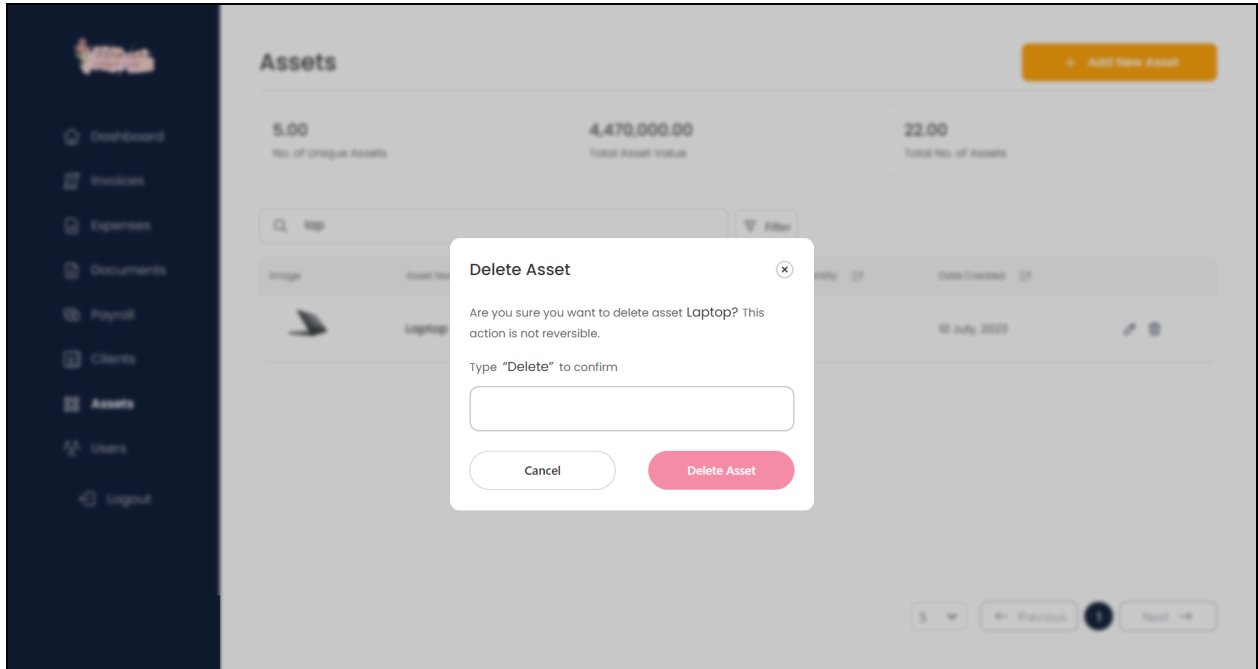 Assets
+ Add New Asset
5.00
No. of Unique Assets
4,470,000.00
Total Asset Value
22.00
Total No. of Assets
Dashboard
Invoices
Expenses
Documents
Payroll
Clients
Assets
Users
Logout
lap
Filter
Image
Date Created
Laptop
10 July, 2023
Delete Asset
Are you sure you want to delete asset Laptop? This
action is not reversible.
Type “Delete” to confirm
Cancel
Delete Asset
5
← Previous
1
Next →